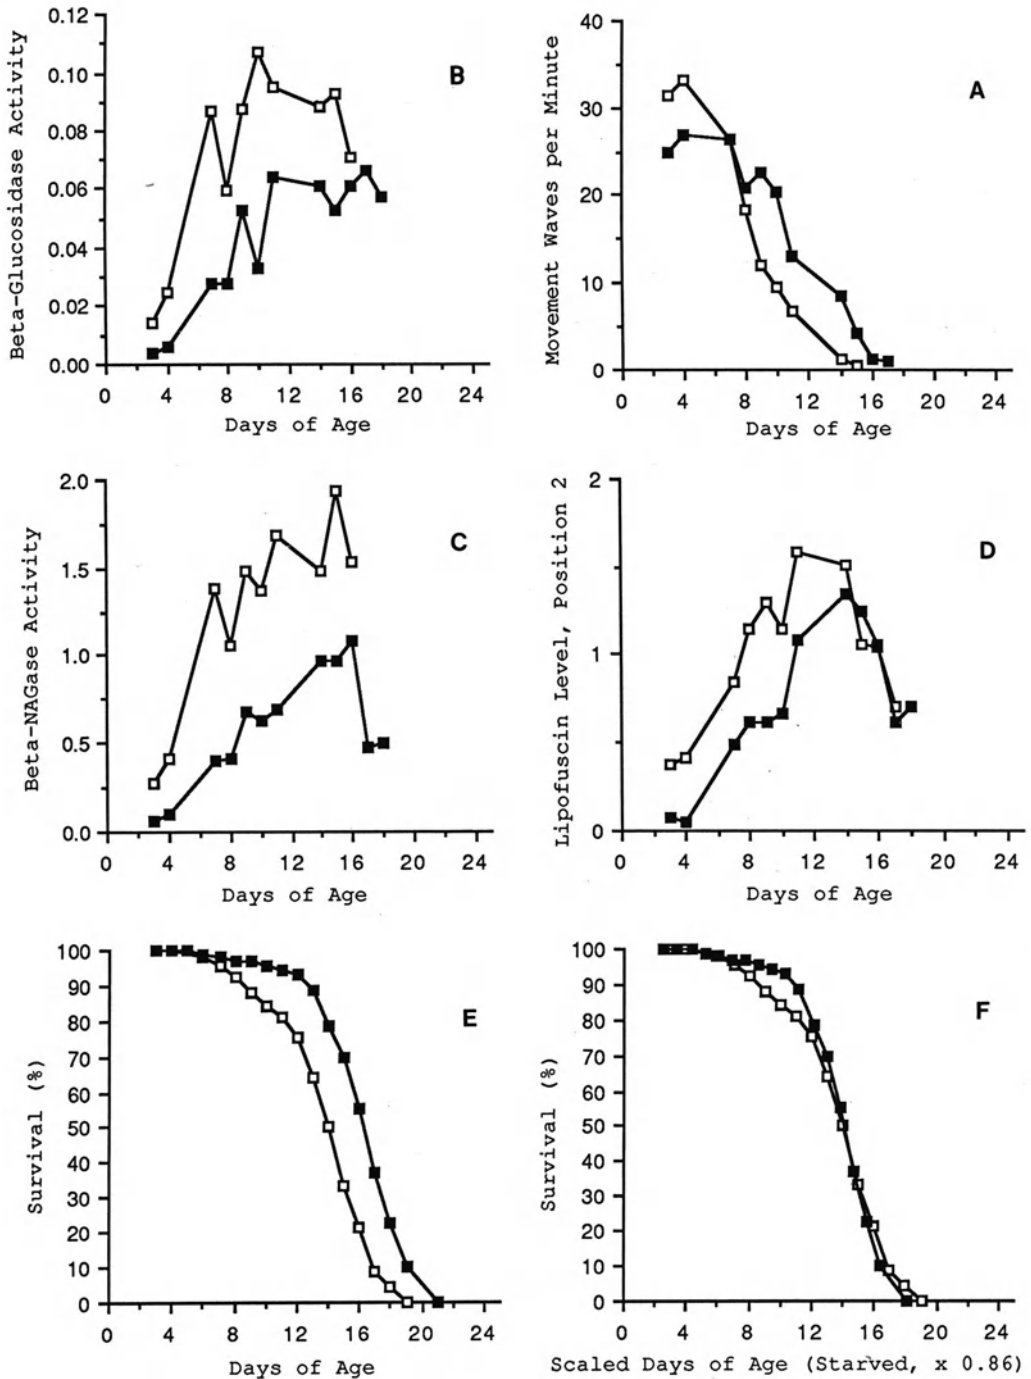 Beta-Glucosidase Activity
0.12
0.10
0.08
0.06
0.04
0.02
0.00
B
0 4 8 12 16 20 24
Days of Age
Movement Waves per Minute
40
30
20
10
0
A
0 4 8 12 16 20 24
Days of Age
Beta-NAGase Activity
2.0
1.5
1.0
0.5
0.0
C
0 4 8 12 16 20 24
Days of Age
Lipofuscin Level, Position 2
2
1
0
D
0 4 8 12 16 20 24
Days of Age
Survival (%)
100
90
80
70
60
50
40
30
20
10
0
E
0 4 8 12 16 20 24
Days of Age
Survival (%)
100
90
80
70
60
50
40
30
20
10
0
F
0 4 8 12 16 20 24
Scaled Days of Age (Starved, x 0.86)